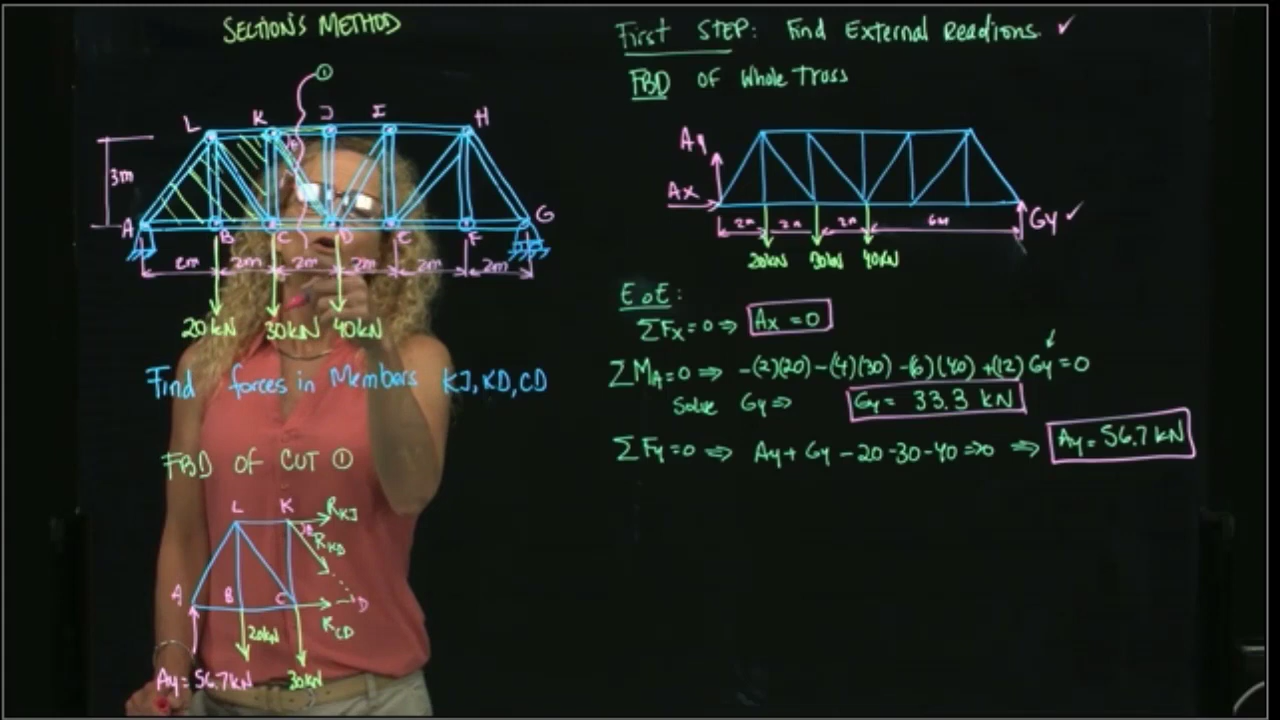 SECTIONS METHOD
①
L K J I H
3m
θ
A B C D E F G
2m 2m 2m 2m 2m 2m
20kN 30kN 40kN
Find forces in Members KJ, KD, CD
FBD OF CUT ①
L K RKJ
θ RKD
A B C D
20kN RCD
Ay=56.7kN 30kN
First STEP: Find External Reactions. ✓
FBD of Whole Truss
Ay
Ax
Gy ✓
2m 2m 2m 6m
20kN 30kN 40kN
EoE:
ΣFx=0 ⇒ Ax=0
ΣMA=0 ⇒ -(2)(20)-(4)(30)-(6)(40)+(12)Gy=0
Solve Gy ⇒ Gy= 33.3 kN
ΣFy=0 ⇒ Ay+Gy-20-30-40⇒0 ⇒ Ay=56.7kN